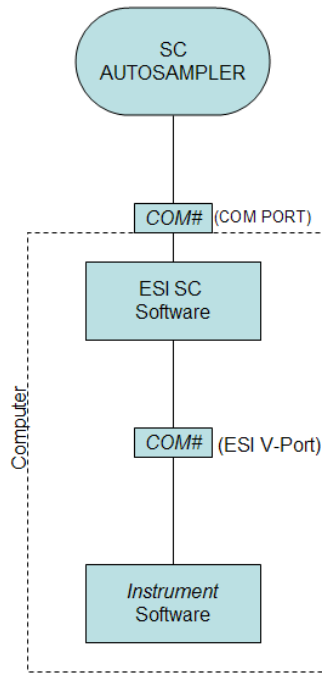 SC
AUTOSAMPLER
COM# (COM PORT)
ESI SC
Software
Computer
COM# (ESI V-Port)
Instrument
Software